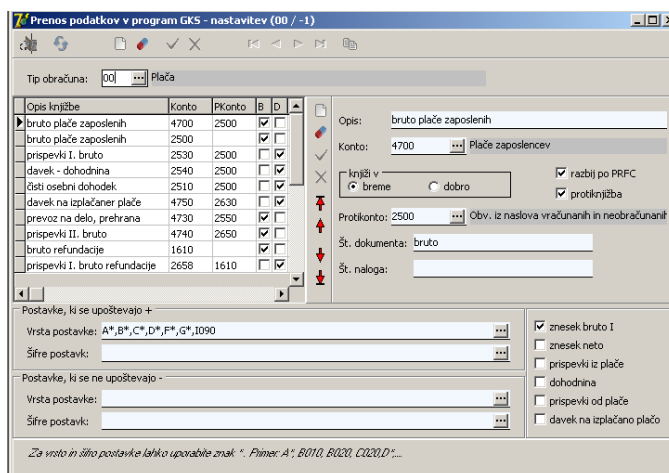 Prenos podatkov v program GKS - nastavitev (00 / -1)
Tip obračuna: 00 ... Plača
Opis knjižbe Konto PKonto B D
bruto plače zaposlenih 4700 2500
bruto plače zaposlenih 2500
prispevki I. bruto 2530 2500
davek - dohodnina 2540 2500
čisti osebni dohodek 2510 2500
davek na izplačaner plače 4750 2630
prevoz na delo, prehrana 4730 2550
prispevki II. bruto 4740 2650
bruto refundacije 1610
prispevki I. bruto refundacije 2658 1610
Opis: bruto plače zaposlenih
Konto: 4700 ... Plače zaposlencev
knjiži v
breme dobro
razbij po PRFC
protiknjižba
Protikonto: 2500 ... Obv. iz naslova vračunanih in neobračunanih
Št. dokumenta: bruto
Št. naloga:
Postavke, ki se upoštevajo +
Vrsta postavke: A*,B*,C*,D*,F*,G*,I090 ...
Šifre postavk: ...
Postavke, ki se ne upoštevajo -
Vrsta postavke: ...
Šifre postavk: ...
znesek bruto I
znesek neto
prispevki iz plače
dohodnina
prispevki od plače
davek na izplačano plačo
Za vrsto in šifro postavke lahko uporabite znak *. Primer: A*, B010, B020, C020,D*,...